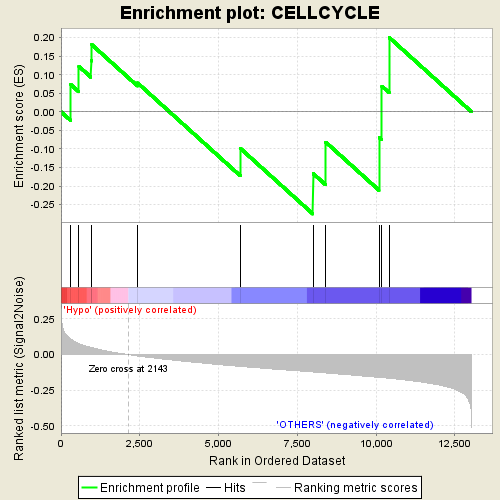 Enrichment plot: CELLCYCLE
Enrichment score (ES)
0.20
0.15
0.10
0.05
0.00
-0.05
-0.10
-0.15
-0.20
-0.25
'Hypo' (positively correlated)
Ranked list metric (Signal2Noise)
0.25
0.00
-0.25
-0.50
Zero cross at 2143
'OTHERS' (negatively correlated)
0
2,500
5,000
7,500
10,000
12,500
Rank in Ordered Dataset
Enrichment profile
Hits
Ranking metric scores